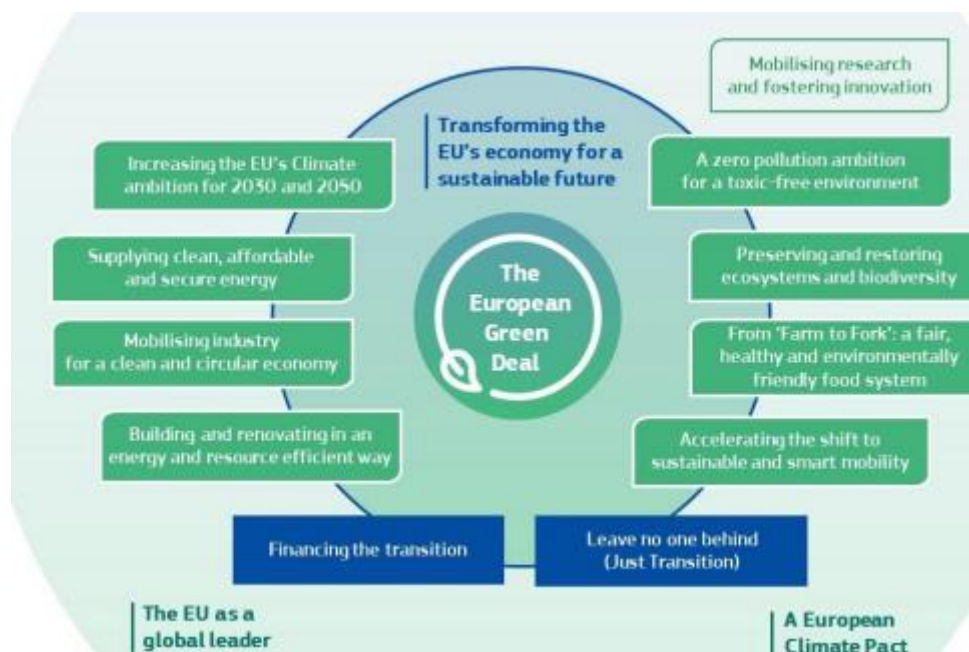 Mobilising research
and fostering innovation
Transforming the
EU's economy for a
sustainable future
Increasing the EU's Climate
ambition for 2030 and 2050
A zero pollution ambition
for a toxic-free environment
Supplying clean, affordable
and secure energy
The
European
Green
Deal
Preserving and restoring
ecosystems and biodiversity
Mobilising industry
for a clean and circular economy
From 'Farm to Fork': a fair,
healthy and environmentally
friendly food system
Building and renovating in an
energy and resource efficient way
Accelerating the shift to
sustainable and smart mobility
Financing the transition
Leave no one behind
(Just Transition)
The EU as a
global leader
A European
Climate Pact